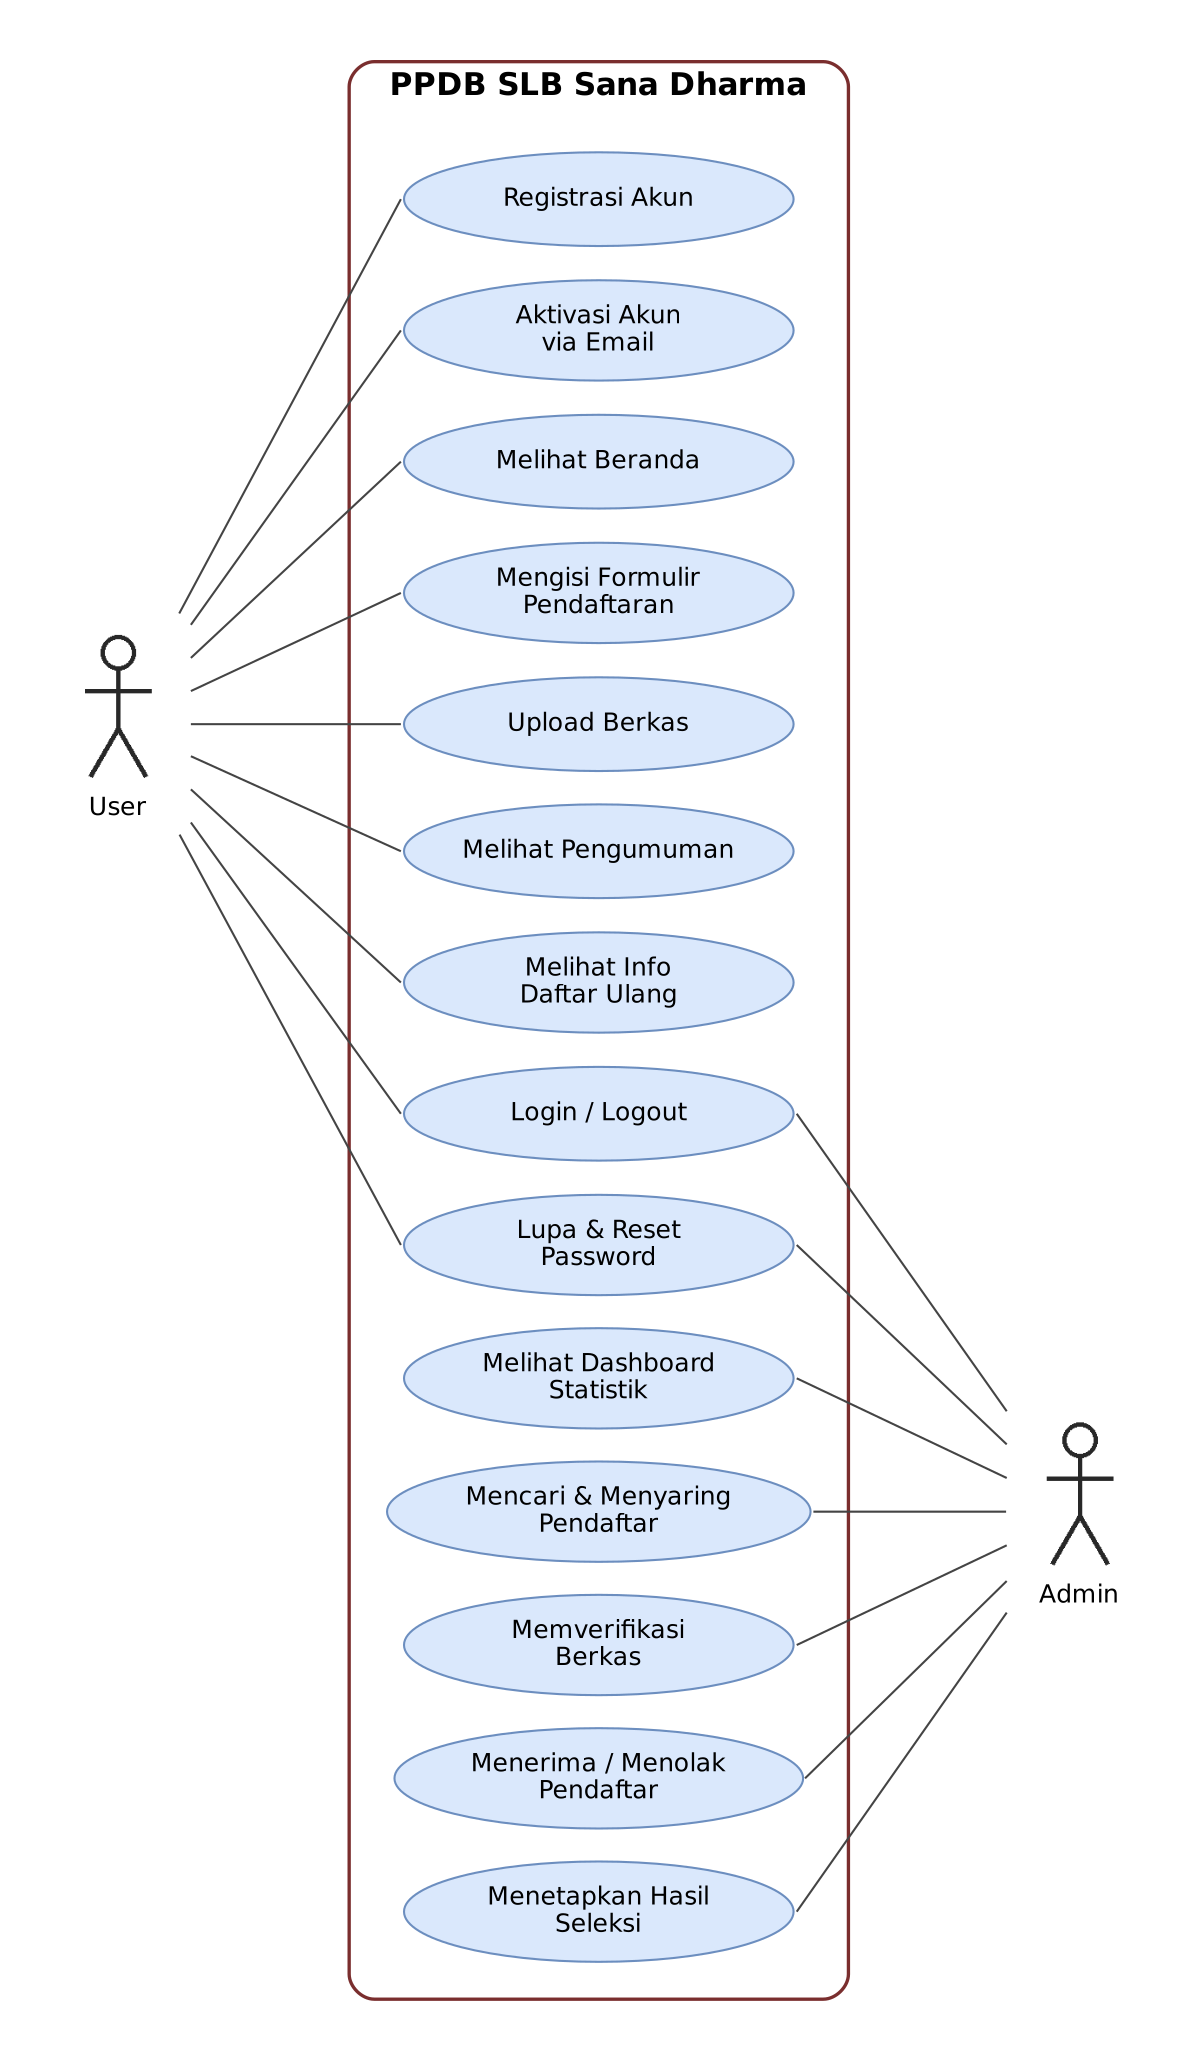 PPDB SLB Sana Dharma
Registrasi Akun
Aktivasi Akun
via Email
Melihat Beranda
Mengisi Formulir
Pendaftaran
Upload Berkas
User
Melihat Pengumuman
Melihat Info
Daftar Ulang
Login / Logout
Lupa & Reset
Password
Melihat Dashboard
Statistik
Mencari & Menyaring
Pendaftar
Admin
Memverifikasi
Berkas
Menerima / Menolak
Pendaftar
Menetapkan Hasil
Seleksi